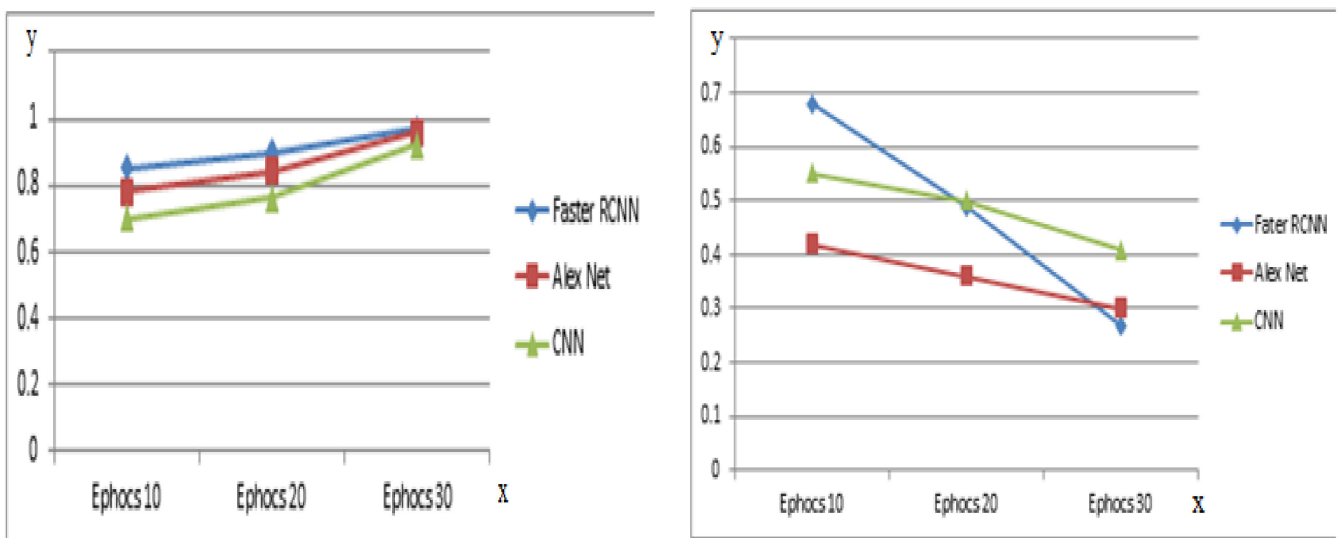 y
1
0.8
0.6
0.4
0.2
0
Ephocs 10 Ephocs 20 Ephocs 30 x
Faster RCNN
Alex Net
CNN
y
0.7
0.6
0.5
0.4
0.3
0.2
0.1
0
Ephocs 10 Ephocs 20 Ephocs 30 x
Fater RCNN
Alex Net
CNN